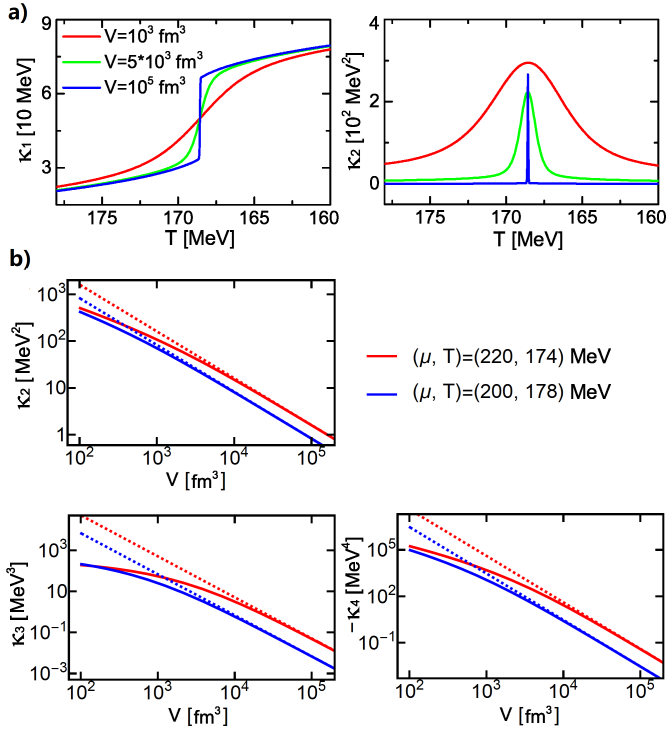 a)
9
6
3
κ₁ [10 MeV]
V=10³ fm³
V=5*10³ fm³
V=10⁵ fm³
175 170 165 160
T [MeV]
4
3
2
1
0
κ₂ [10² MeV²]
175 170 165 160
T [MeV]
b)
10³
10²
10
1
κ₂ [MeV²]
10² 10³ 10⁴ 10⁵
V [fm³]
(μ, T)=(220, 174) MeV
(μ, T)=(200, 178) MeV
10³
10¹
10⁻¹
10⁻³
κ₃ [MeV³]
10² 10³ 10⁴ 10⁵
V [fm³]
10⁵
10²
10⁻¹
-κ₄ [MeV⁴]
10² 10³ 10⁴ 10⁵
V [fm³]